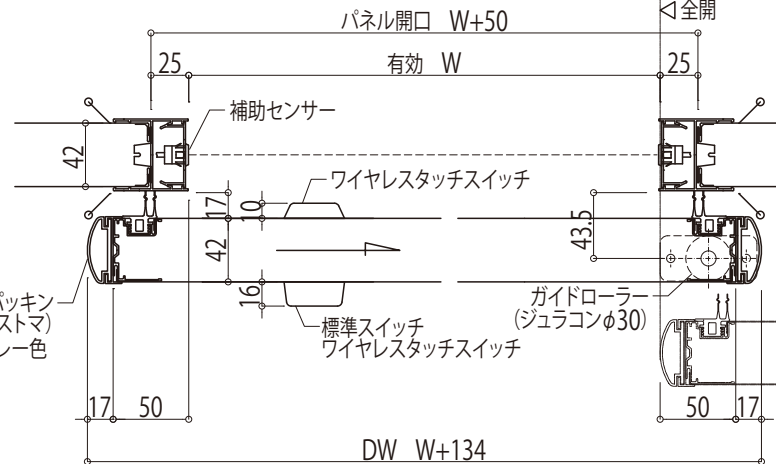 パネル開口 W+50
◁ 全開
25
有効 W
25
補助センサー
42
ワイヤレスタッチスイッチ
17
10
42
43.5
16
パッキン
ストマ)
レー色
標準スイッチ
ワイヤレスタッチスイッチ
ガイドローラー
(ジュラコンφ30)
17
50
50
17
DW W+134